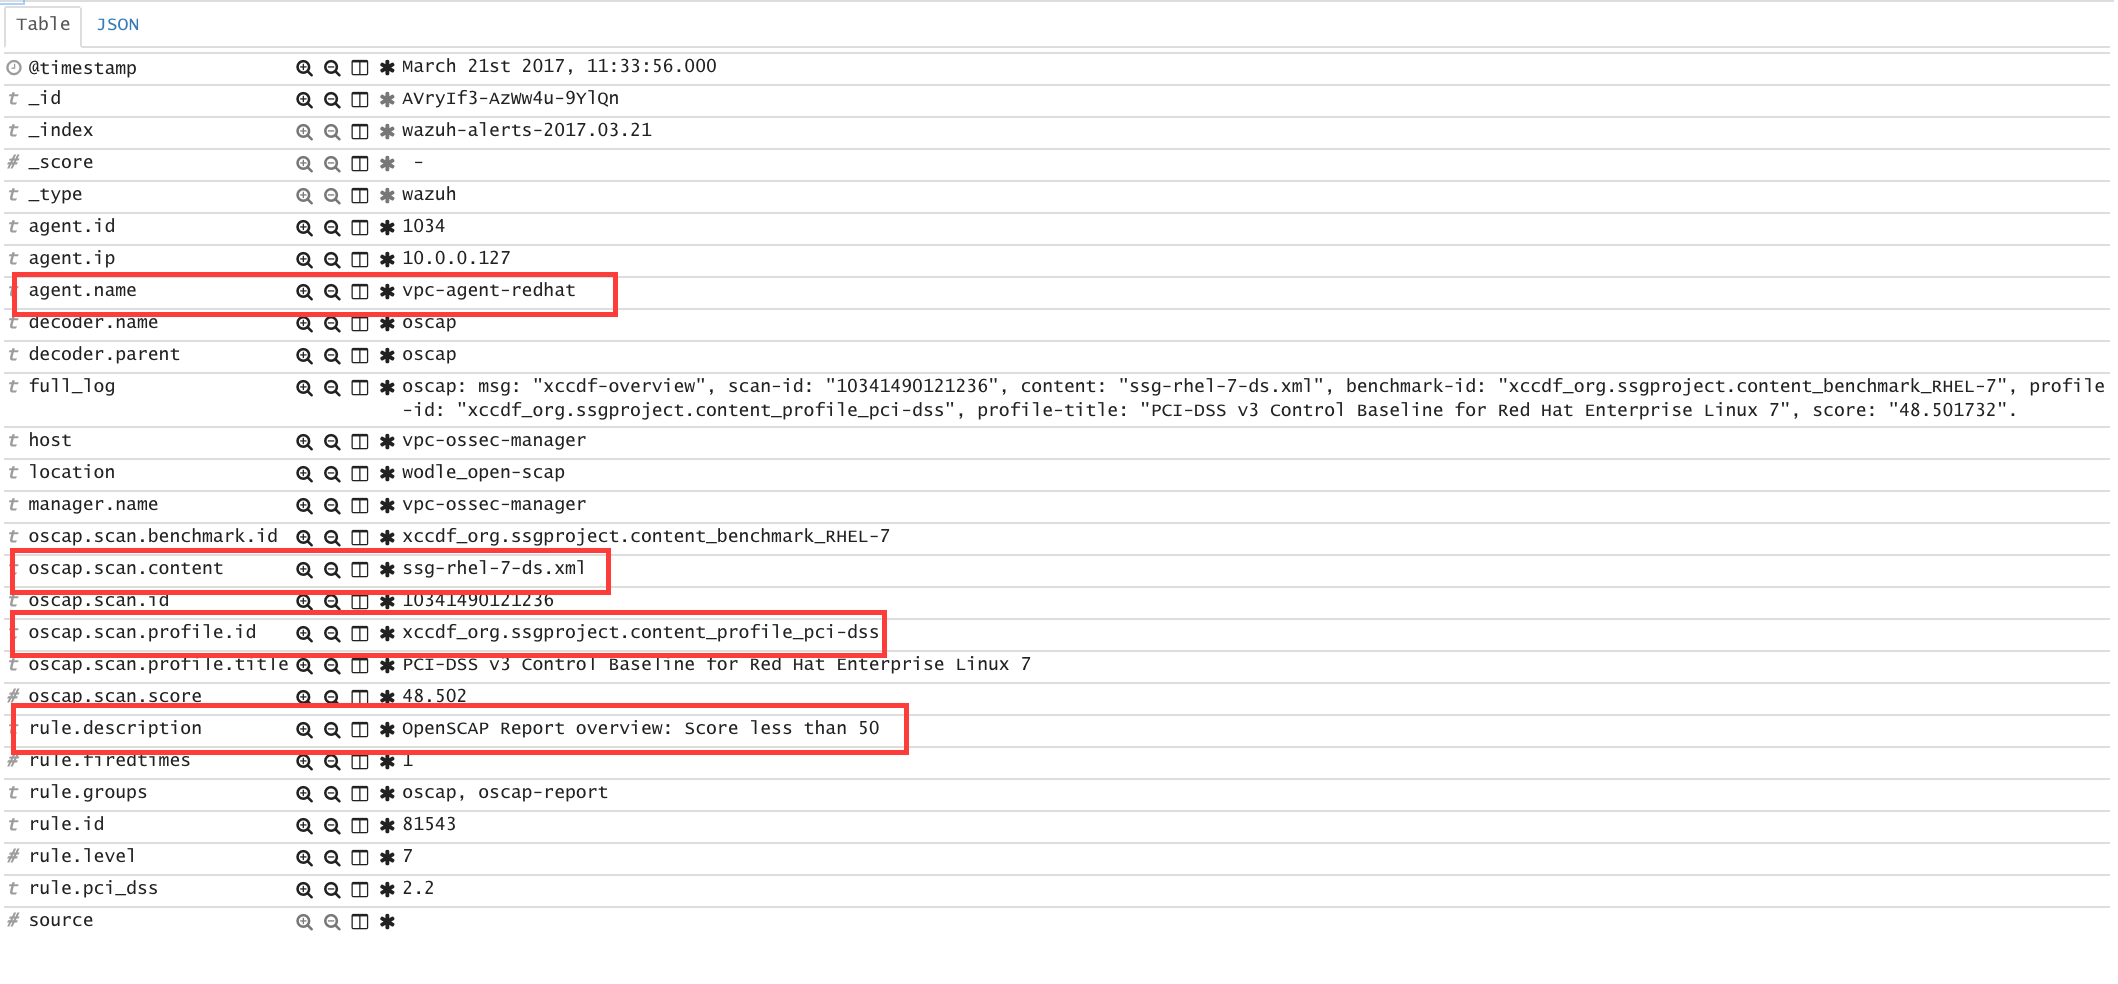 Table JSON
@timestamp March 21st 2017, 11:33:56.000
t _id AVryIf3-AzWw4u-9YlQn
t _index wazuh-alerts-2017.03.21
# _score -
t _type wazuh
t agent.id 1034
t agent.ip 10.0.0.127
t agent.name vpc-agent-redhat
t decoder.name oscap
t decoder.parent oscap
t full_log oscap: msg: "xccdf-overview", scan-id: "10341490121236", content: "ssg-rhel-7-ds.xml", benchmark-id: "xccdf_org.ssgproject.content_benchmark_RHEL-7", profile
-id: "xccdf_org.ssgproject.content_profile_pci-dss", profile-title: "PCI-DSS v3 Control Baseline for Red Hat Enterprise Linux 7", score: "48.501732".
t host vpc-ossec-manager
t location wodle_open-scap
t manager.name vpc-ossec-manager
t oscap.scan.benchmark.id xccdf_org.ssgproject.content_benchmark_RHEL-7
t oscap.scan.content ssg-rhel-7-ds.xml
t oscap.scan.id 10341490121236
t oscap.scan.profile.id xccdf_org.ssgproject.content_profile_pci-dss
t oscap.scan.profile.title PCI-DSS v3 Control Baseline for Red Hat Enterprise Linux 7
# oscap.scan.score 48.502
t rule.description OpenSCAP Report overview: Score less than 50
# rule.firedtimes 1
t rule.groups oscap, oscap-report
t rule.id 81543
# rule.level 7
t rule.pci_dss 2.2
# source